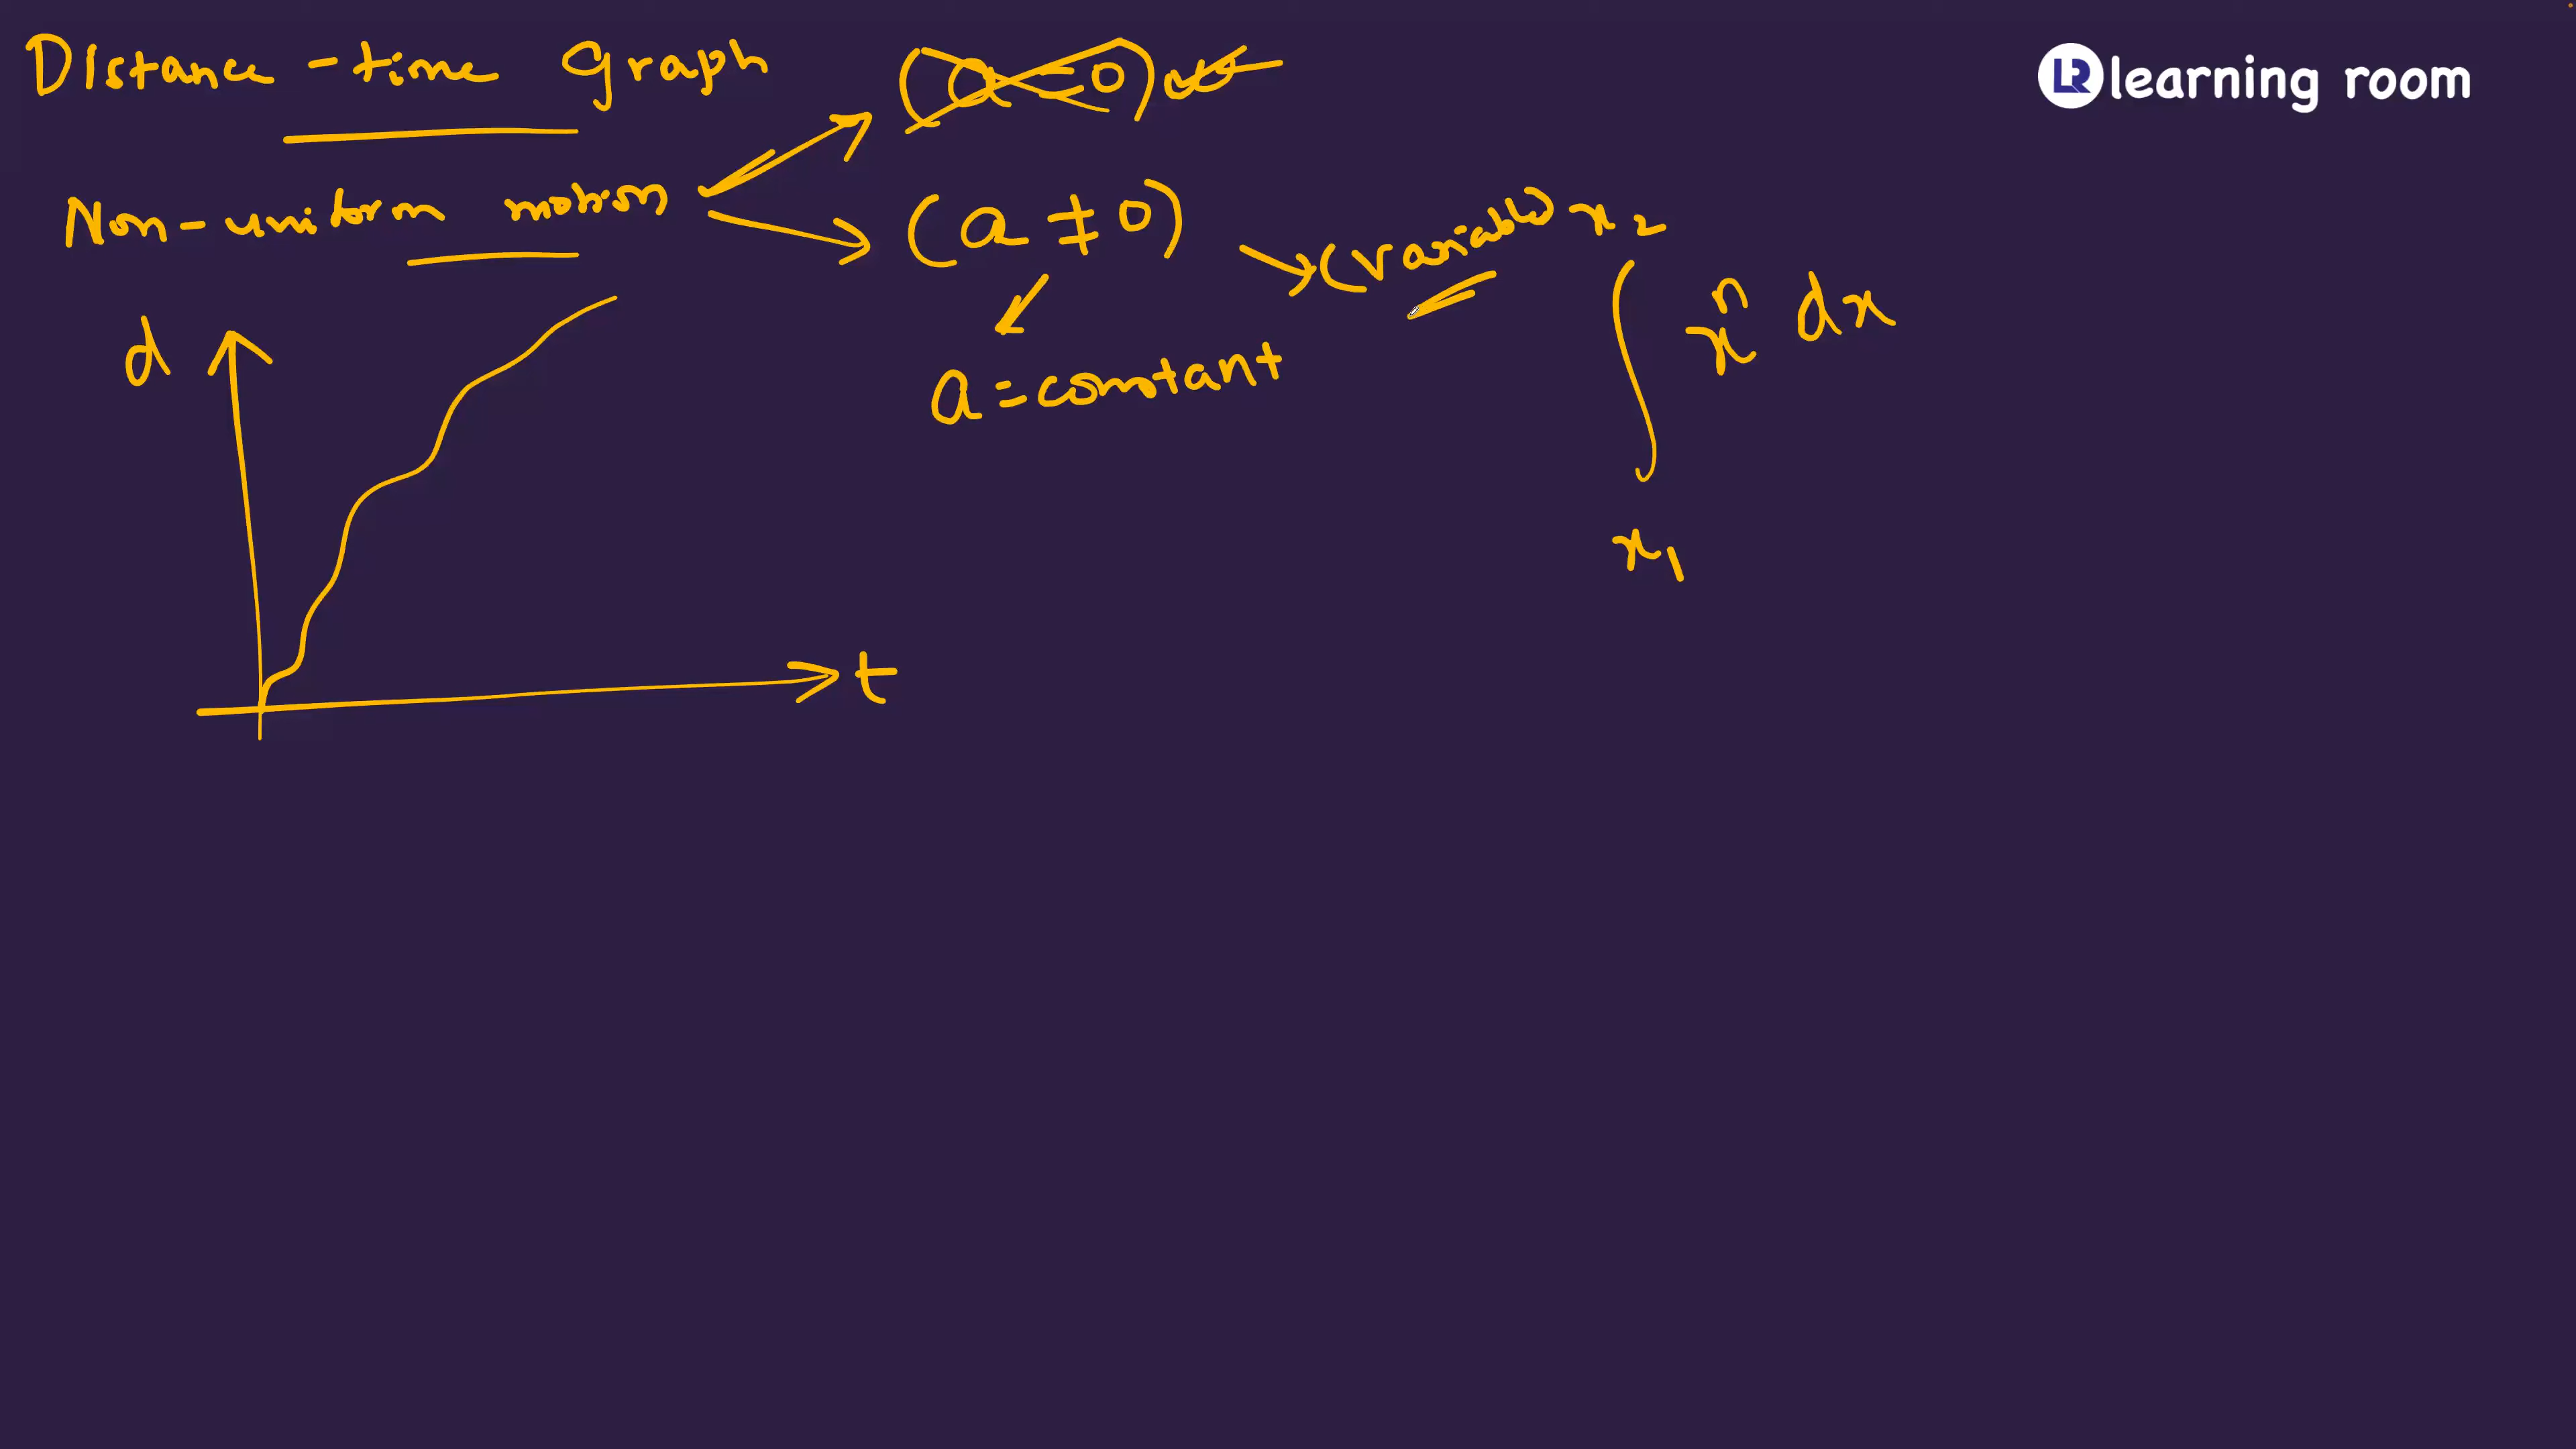 Distance-time Graph (a=0)
learning room
Non-uniform motion (a ≠ 0) (variable)
a = constant
x₂
∫ xⁿ dx
x₁
d
t